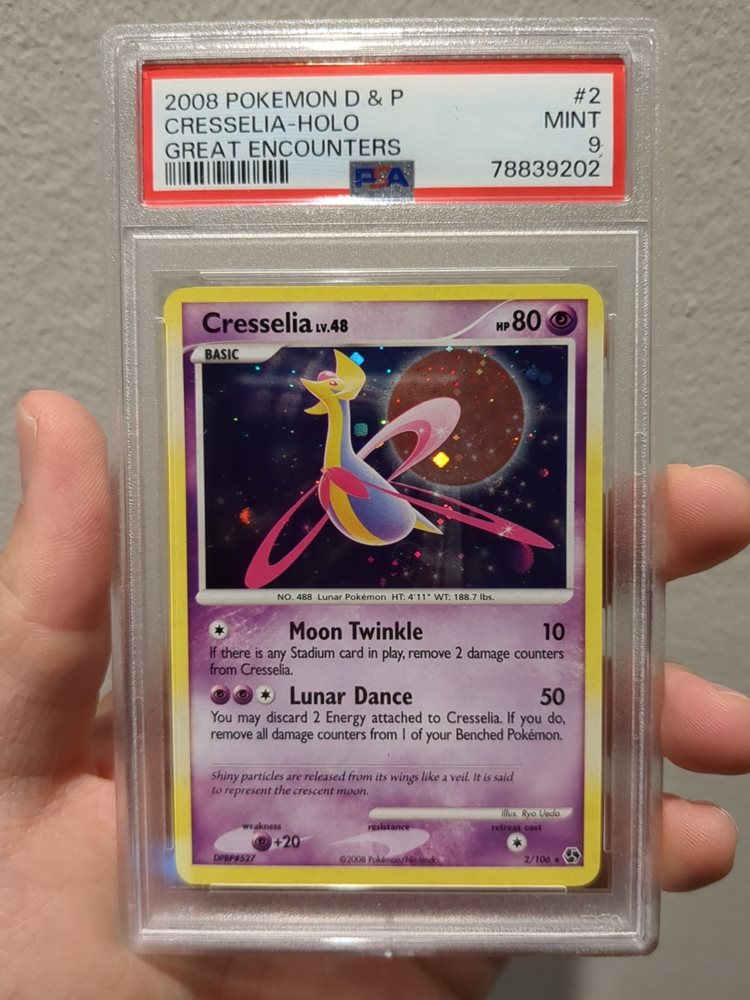 2008 POKEMON D & P #2
CRESSELIA-HOLO MINT
GREAT ENCOUNTERS 9
PSA 78839202
Cresselia LV.48 HP 80
BASIC
NO. 488 Lunar Pokémon HT: 4'11" WT: 188.7 lbs.
Moon Twinkle 10
If there is any Stadium card in play, remove 2 damage counters
from Cresselia.
Lunar Dance 50
You may discard 2 Energy attached to Cresselia. If you do,
remove all damage counters from 1 of your Benched Pokémon.
Shiny particles are released from its wings like a veil. It is said
to represent the crescent moon.
Illus. Ryo Ueda
weakness resistance retreat cost
+20
DPBP#527 ©2008 Pokémon/Nintendo 2/106 ★